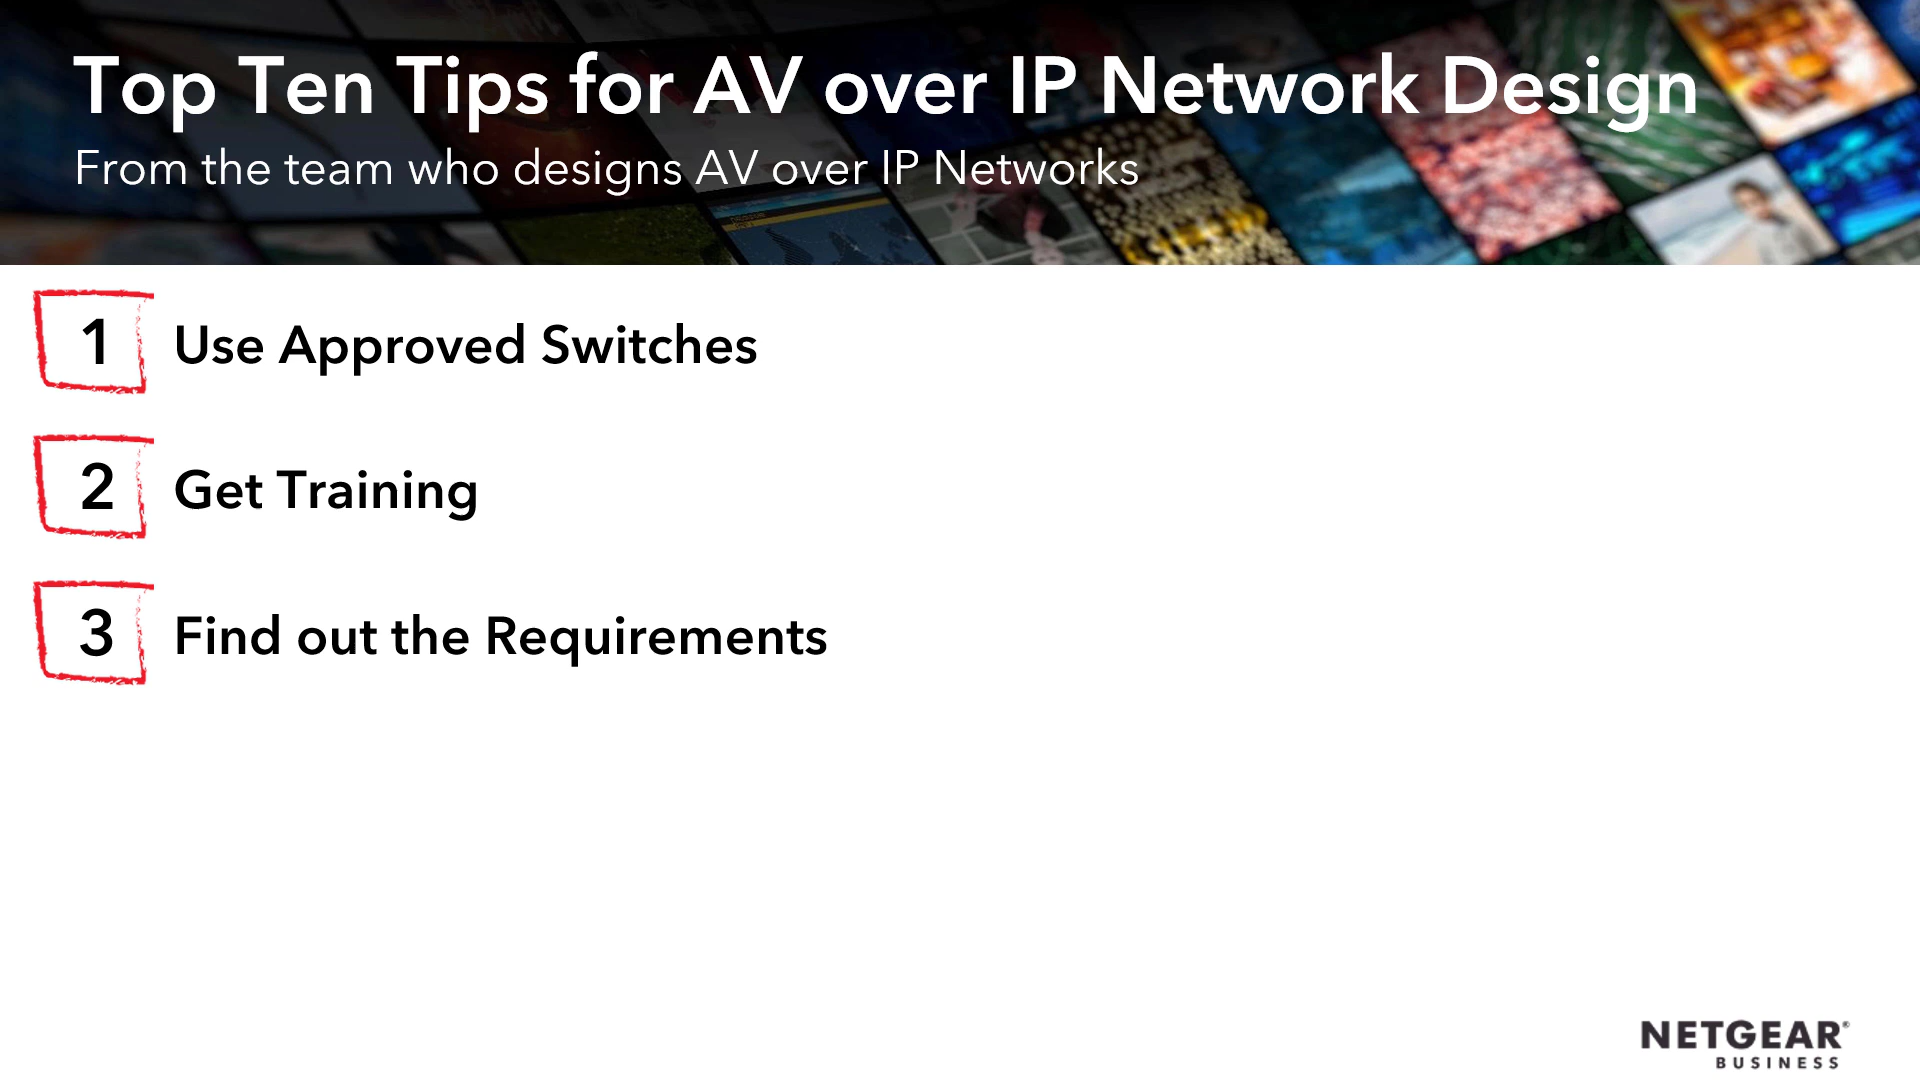 Top Ten Tips for AV over IP Network Design
From the team who designs AV over IP Networks
1 Use Approved Switches
2 Get Training
3 Find out the Requirements
NETGEAR®
BUSINESS